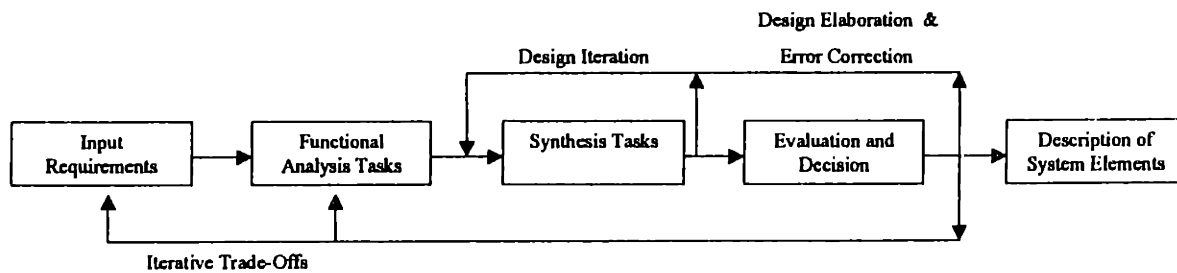 Design Elaboration &
Design Iteration
Error Correction
Input
Requirements
Functional
Analysis Tasks
Synthesis Tasks
Evaluation and
Decision
Description of
System Elements
Iterative Trade-Offs